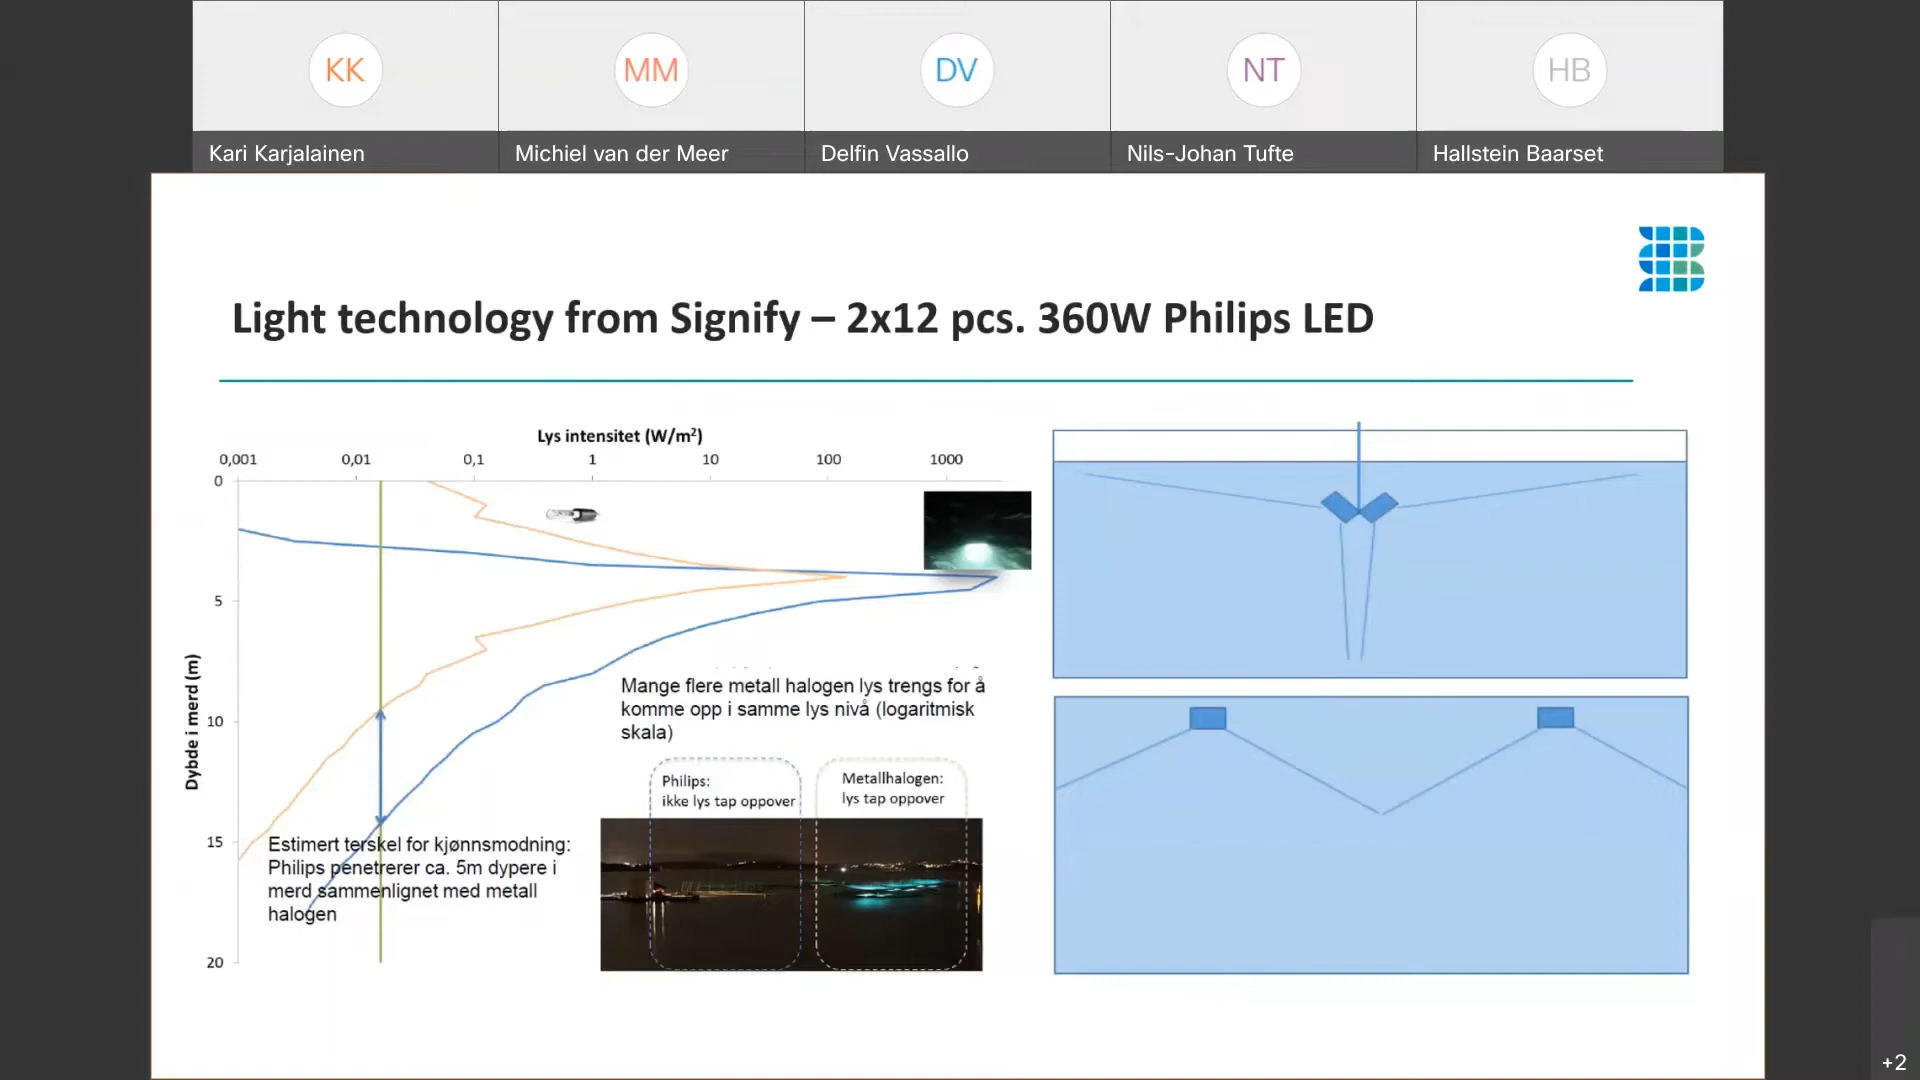 KK
MM
DV
NT
HB
Kari Karjalainen
Michiel van der Meer
Delfin Vassallo
Nils-Johan Tufte
Hallstein Baarset
Light technology from Signify – 2x12 pcs. 360W Philips LED
Lys intensitet (W/m²)
0,001
0,01
0,1
1
10
100
1000
0
5
10
15
20
Dybde i merd (m)
Mange flere metall halogen lys trengs for å
komme opp i samme lys nivå (logaritmisk
skala)
Philips:
ikke lys tap oppover
Metallhalogen:
lys tap oppover
Estimert terskel for kjønnsmodning:
Philips penetrerer ca. 5m dypere i
merd sammenlignet med metall
halogen
+2